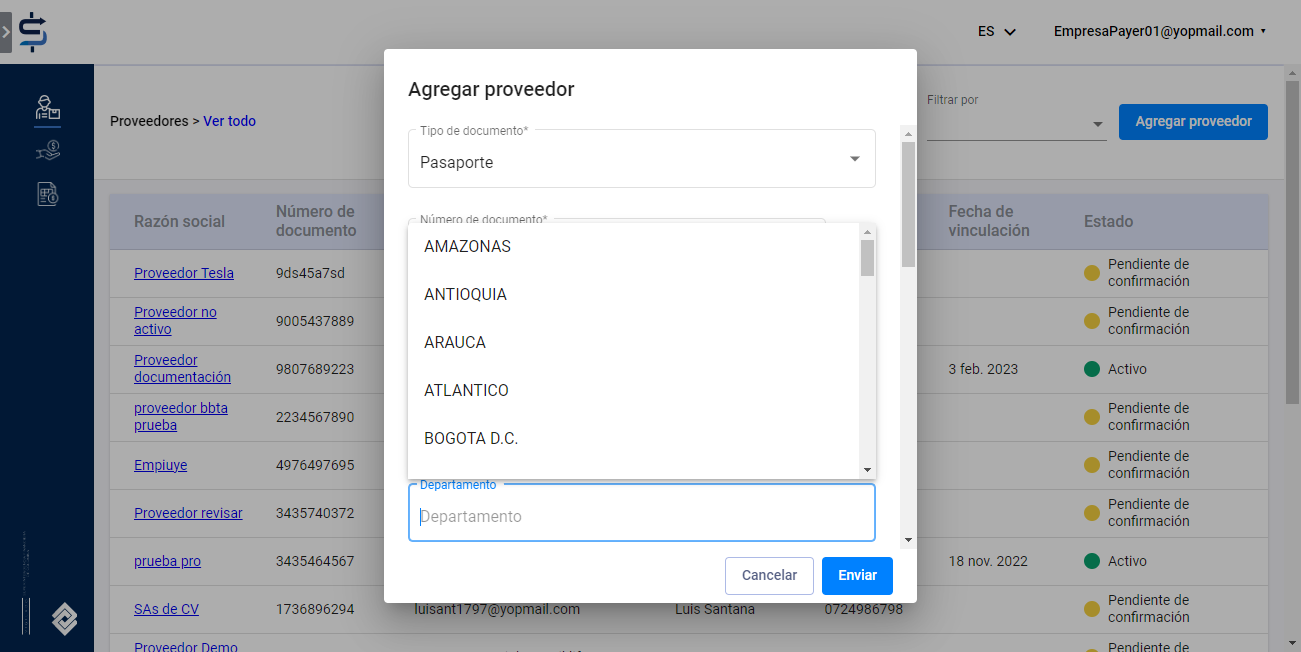 ES
EmpresaPayer01@yopmail.com
Proveedores > Ver todo
Filtrar por
Agregar proveedor
Agregar proveedor
Tipo de documento*
Pasaporte
Número de documento*
AMAZONAS
ANTIOQUIA
ARAUCA
ATLANTICO
BOGOTA D.C.
Departamento
Departamento
Cancelar
Enviar
Razón social
Número de
documento
Fecha de
vinculación
Estado
Proveedor Tesla
9ds45a7sd
Pendiente de
confirmación
Proveedor no
activo
9005437889
Pendiente de
confirmación
Proveedor
documentación
9807689223
3 feb. 2023
Activo
proveedor bbta
prueba
2234567890
Pendiente de
confirmación
Empiuye
4976497695
Pendiente de
confirmación
Proveedor revisar
3435740372
Pendiente de
confirmación
prueba pro
3435464567
18 nov. 2022
Activo
SAs de CV
1736896294
luisant1797@yopmail.com
Luis Santana
0724986798
Pendiente de
confirmación
Proveedor Demo
Pendiente de